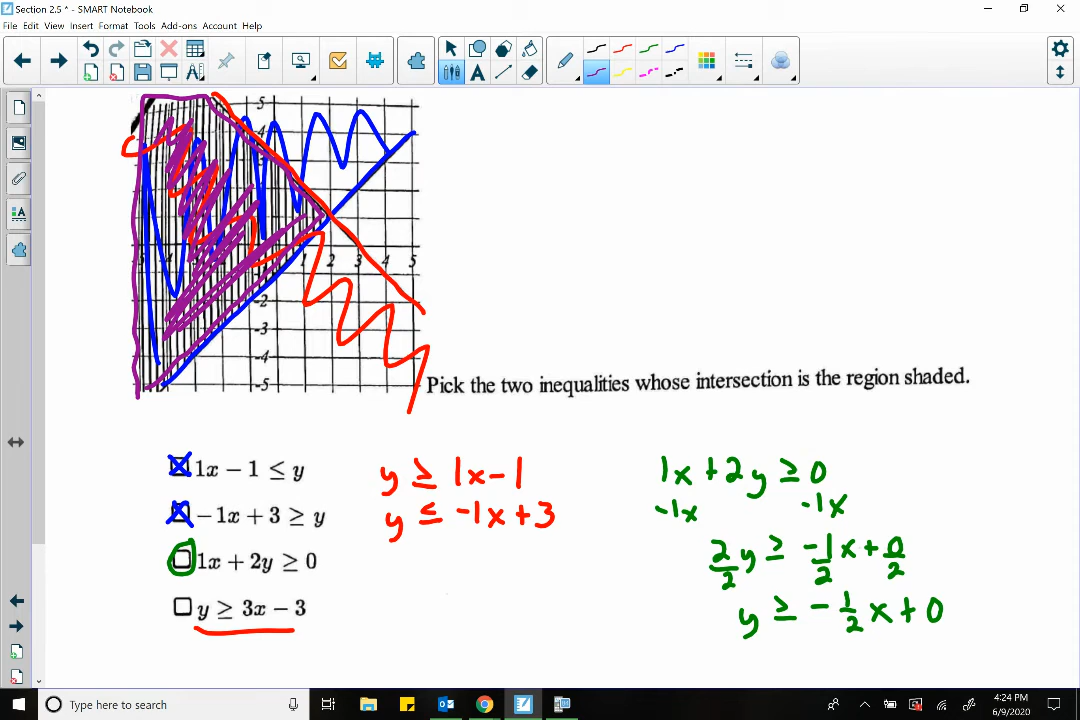 Section 2.5 * - SMART Notebook
File Edit View Insert Format Tools Add-ons Account Help
5
4
3
1 2 3 4 5
-2
-3
-4
-5
Pick the two inequalities whose intersection is the region shaded.
1x − 1 ≤ y
−1x + 3 ≥ y
1x + 2y ≥ 0
y ≥ 3x − 3
y ≥ 1x - 1
y ≤ -1x + 3
1x + 2y ≥ 0
-1x -1x
2/2 y ≥ -1/2 x + 0/2
y ≥ - 1/2 x + 0
Type here to search
4:24 PM
6/9/2020